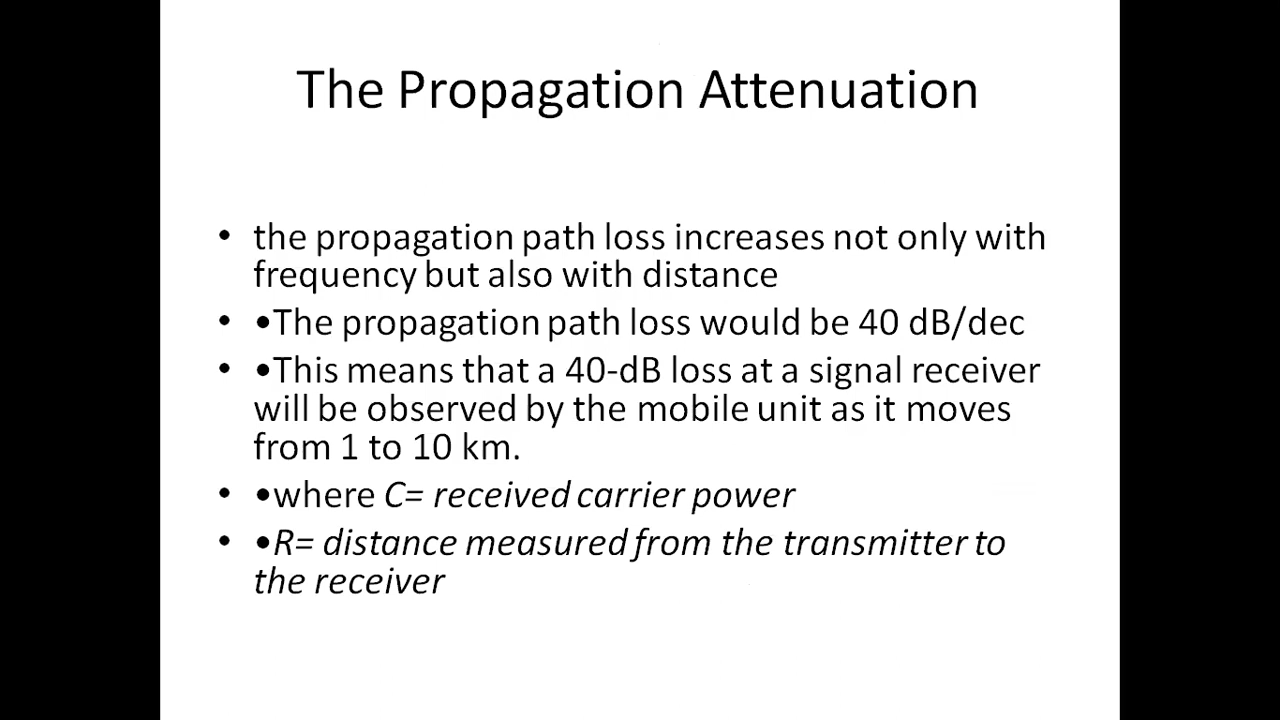 The Propagation Attenuation
• the propagation path loss increases not only with
frequency but also with distance
• •The propagation path loss would be 40 dB/dec
• •This means that a 40-dB loss at a signal receiver
will be observed by the mobile unit as it moves
from 1 to 10 km.
• •where C= received carrier power
• •R= distance measured from the transmitter to
the receiver